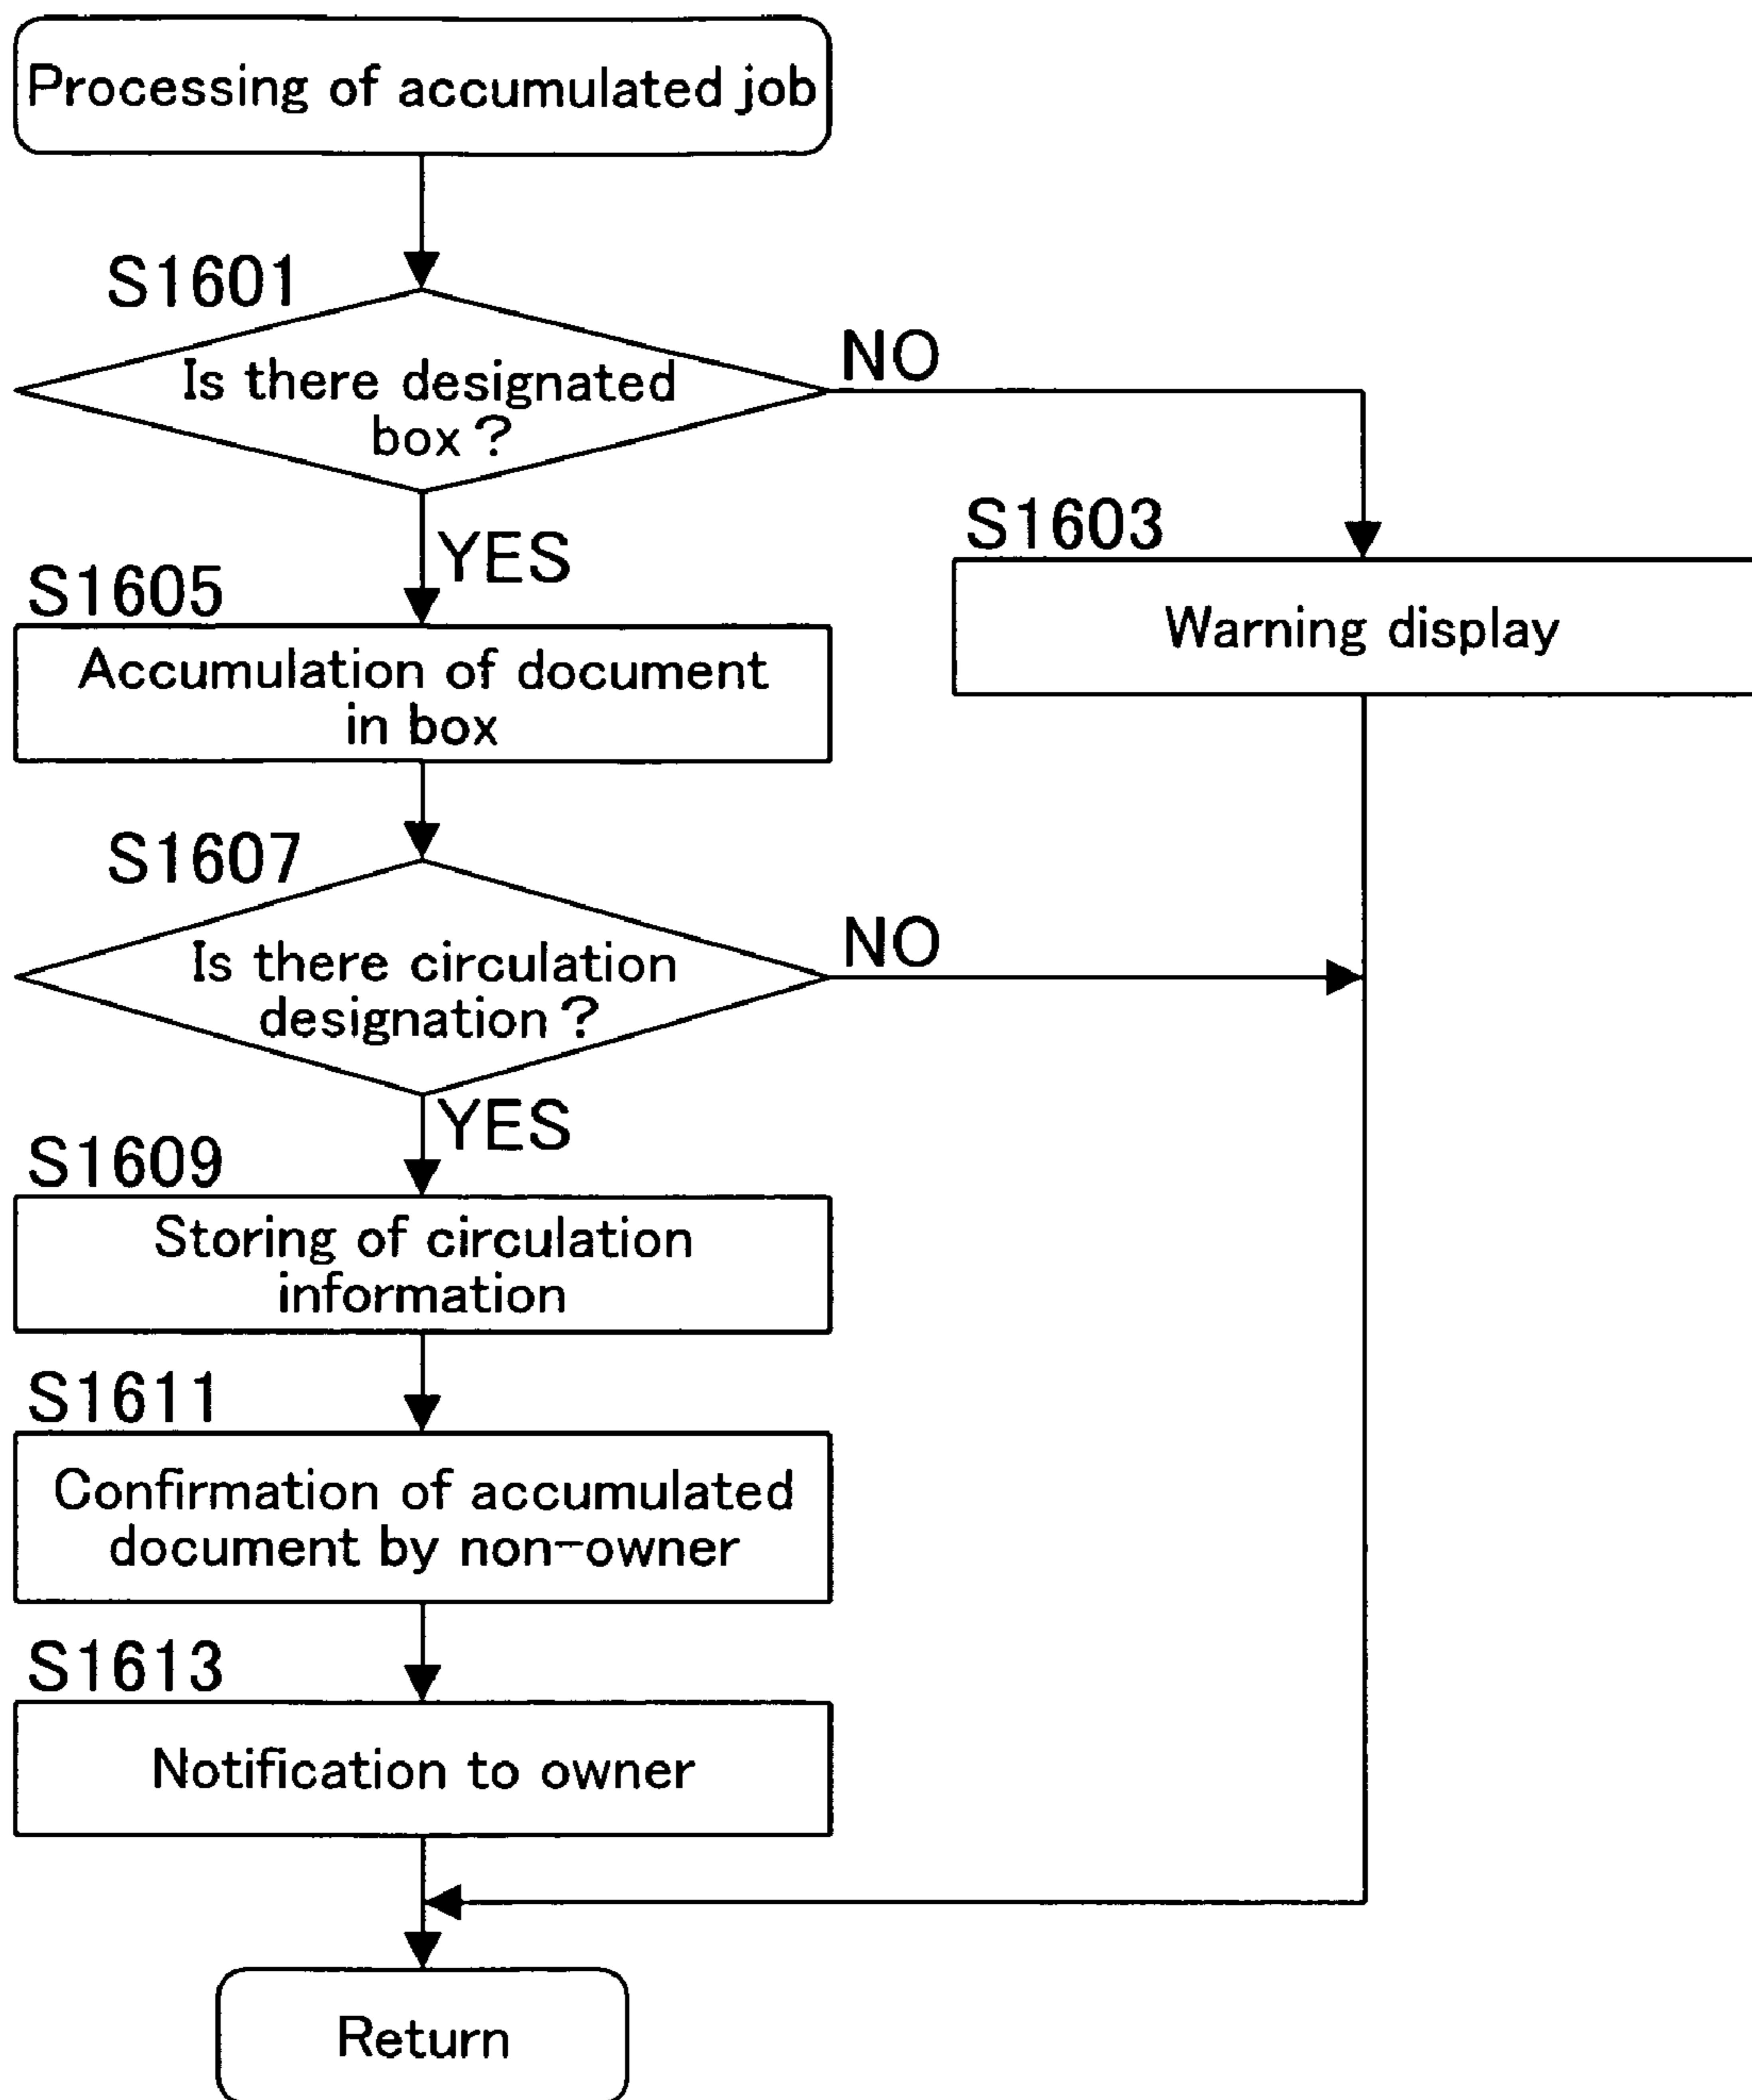 Processing of accumulated job
S1601
Is there designated
box?
NO
YES
S1603
Warning display
S1605
Accumulation of document
in box
S1607
Is there circulation
designation?
NO
YES
S1609
Storing of circulation
information
S1611
Confirmation of accumulated
document by non-owner
S1613
Notification to owner
Return